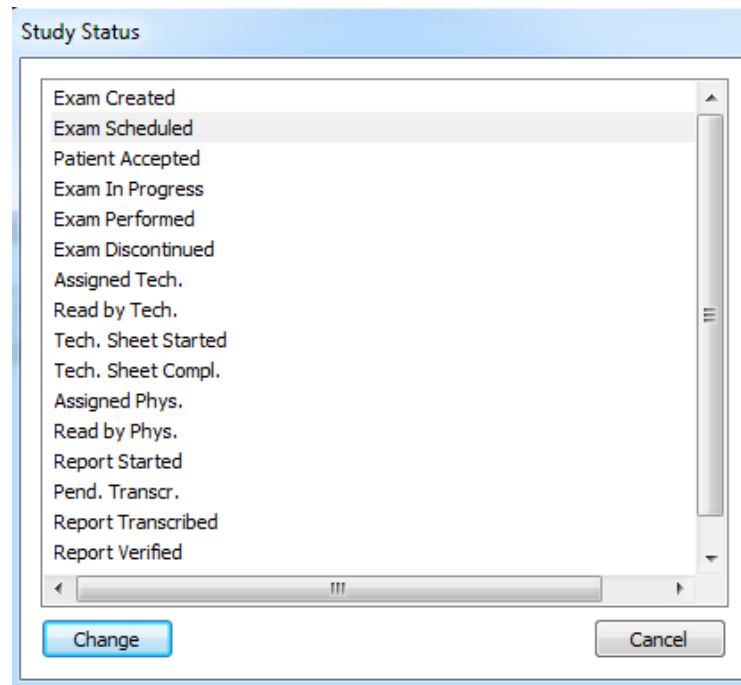 Study Status
Exam Created
Exam Scheduled
Patient Accepted
Exam In Progress
Exam Performed
Exam Discontinued
Assigned Tech.
Read by Tech.
Tech. Sheet Started
Tech. Sheet Compl.
Assigned Phys.
Read by Phys.
Report Started
Pend. Transcr.
Report Transcribed
Report Verified
Change
Cancel